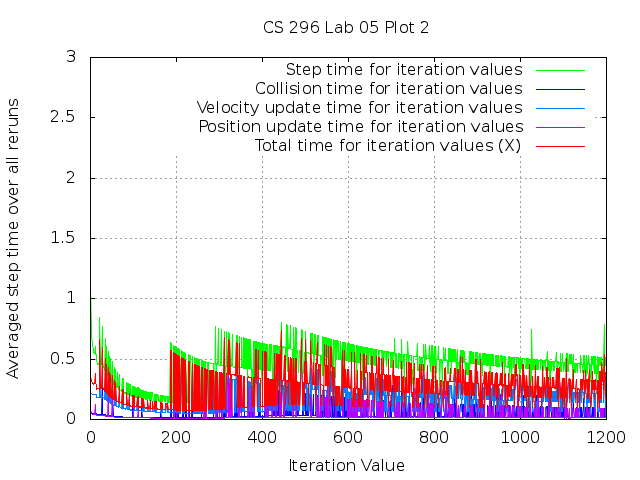 CS 296 Lab 05 Plot 2
3
Step time for iteration values
Collision time for iteration values
Velocity update time for iteration values
Position update time for iteration values
Total time for iteration values (X)
2.5
2
1.5
1
0.5
0
Averaged step time over all reruns
0 200 400 600 800 1000 1200
Iteration Value